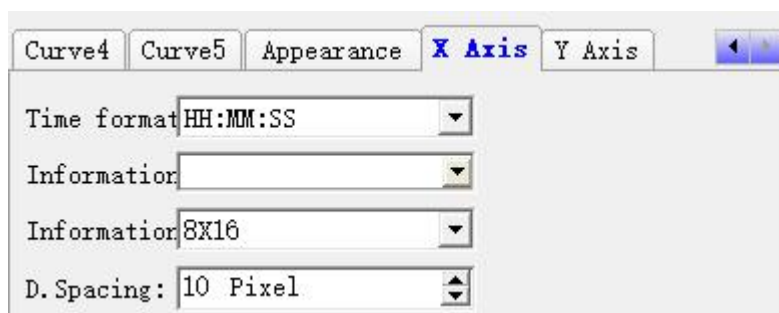 Curve4 Curve5 Appearance X Axis Y Axis
Time format HH:MM:SS
Information
Information 8X16
D.Spacing: 10 Pixel